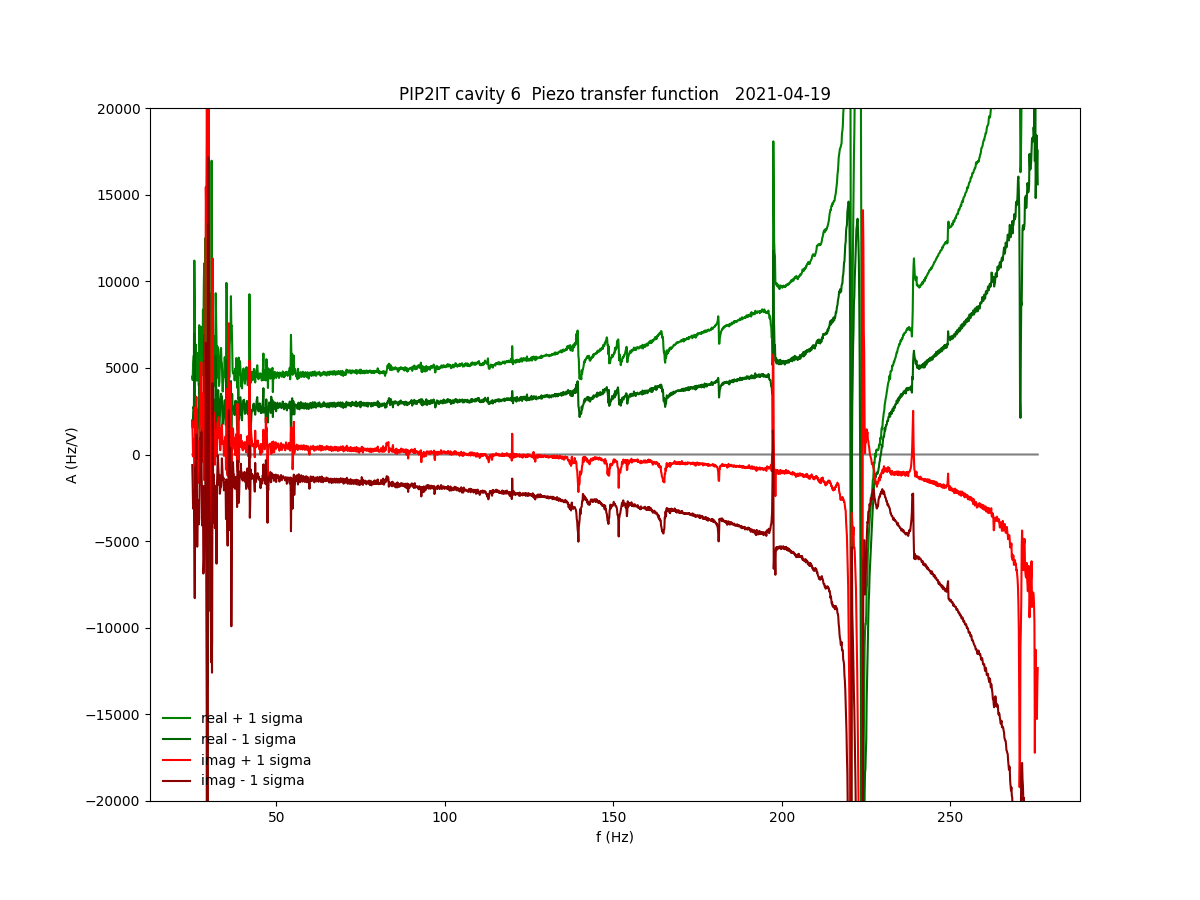 PIP2IT cavity 6  Piezo transfer function   2021-04-19
20000
15000
10000
5000
0
−5000
−10000
−15000
−20000
A (Hz/V)
real + 1 sigma
real - 1 sigma
imag + 1 sigma
imag - 1 sigma
50 100 150 200 250
f (Hz)